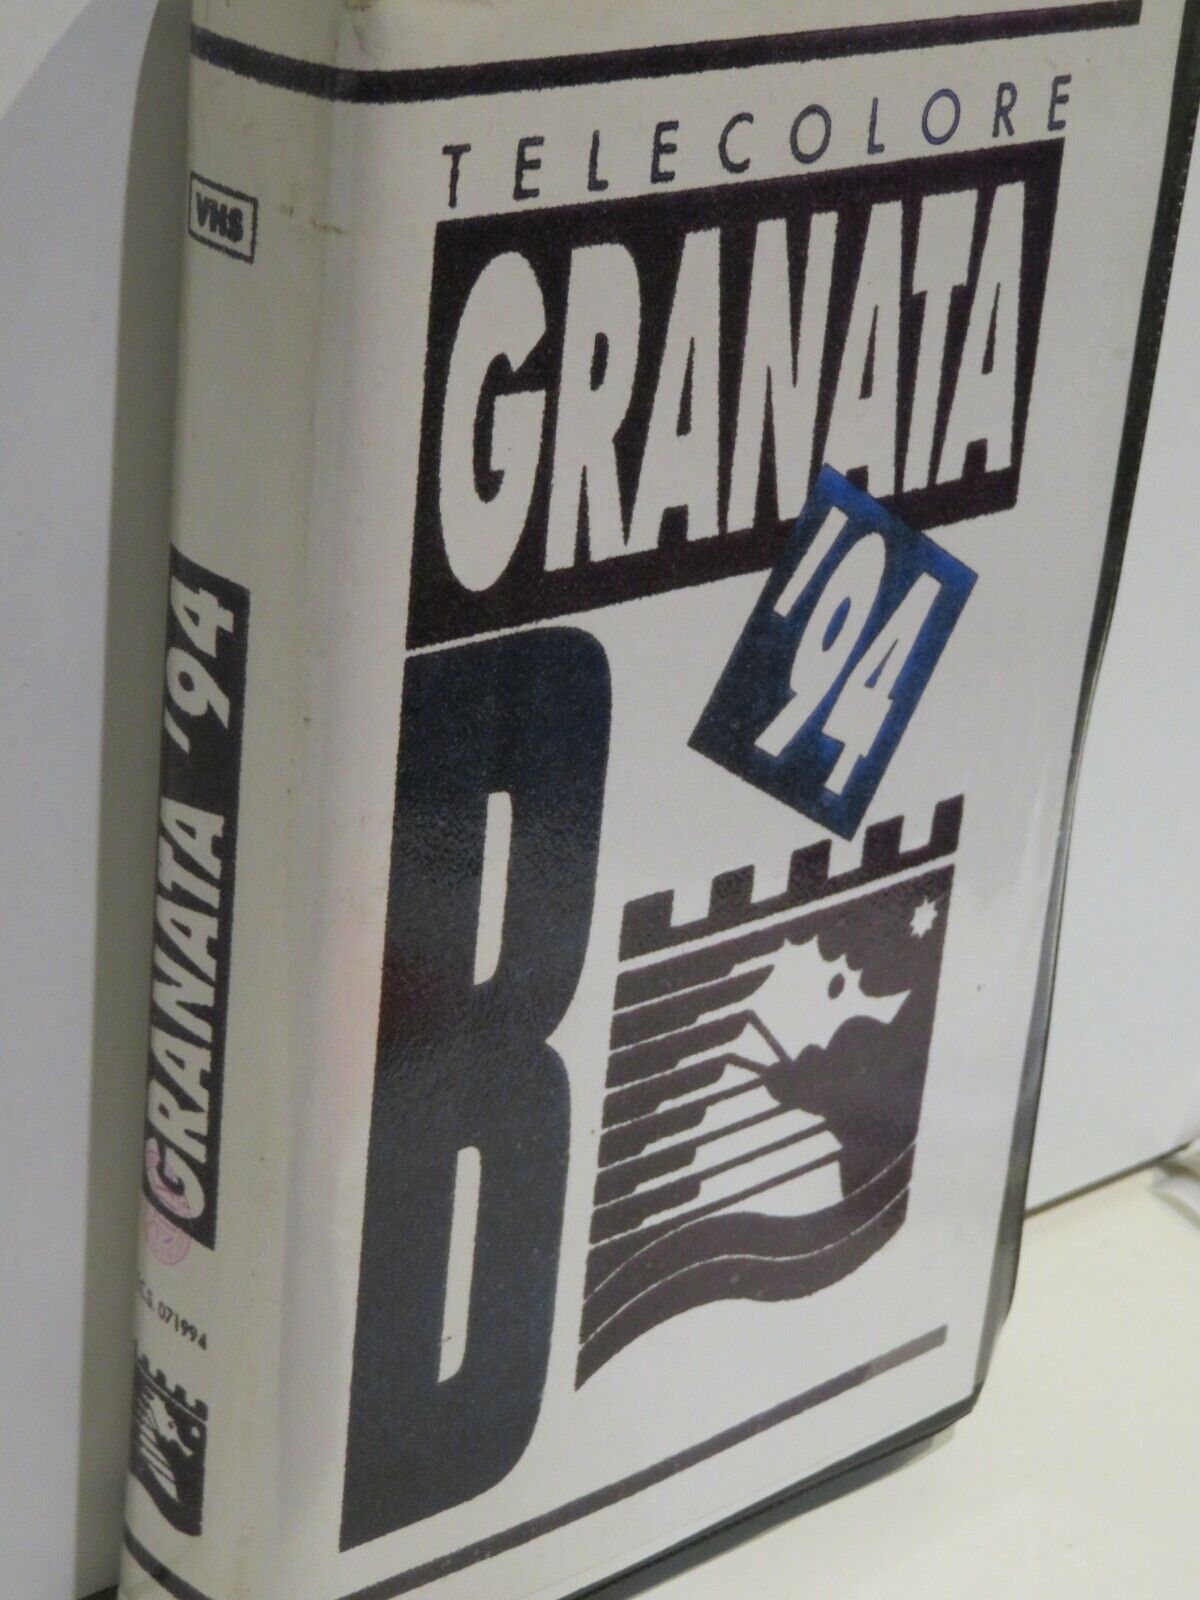 TELECOLORE
GRANATA
'94
B
VHS
GRANATA '94
C.S. 071994